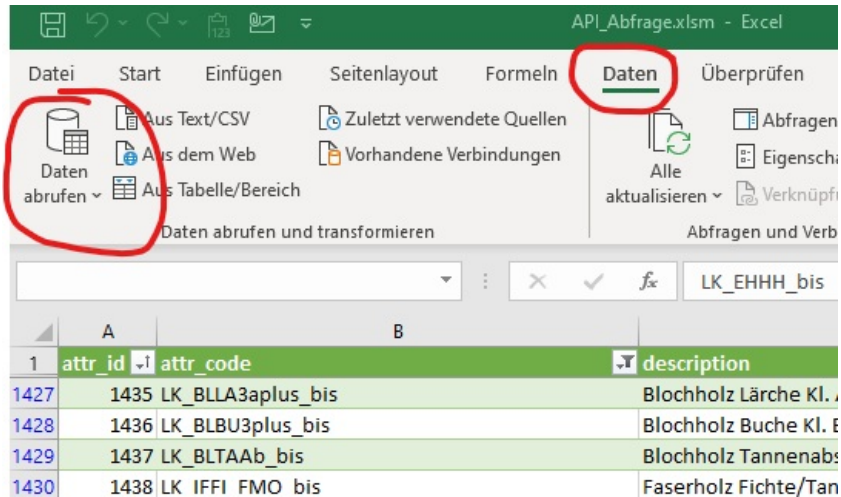 API_Abfrage.xlsm - Excel
Datei Start Einfügen Seitenlayout Formeln Daten Überprüfen
Daten abrufen
Aus Text/CSV
Aus dem Web
Aus Tabelle/Bereich
Zuletzt verwendete Quellen
Vorhandene Verbindungen
Daten abrufen und transformieren
Alle
aktualisieren
Abfragen
Eigenscha
Verknüpf
Abfragen und Verb
fx LK_EHHH_bis
A B
1 attr_id attr_code description
1427 1435 LK_BLLA3aplus_bis Blochholz Lärche Kl.
1428 1436 LK_BLBU3plus_bis Blochholz Buche Kl. B
1429 1437 LK_BLTAAb_bis Blochholz Tannenabs
1430 1438 LK_IFFI_FMO_bis Faserholz Fichte/Tan